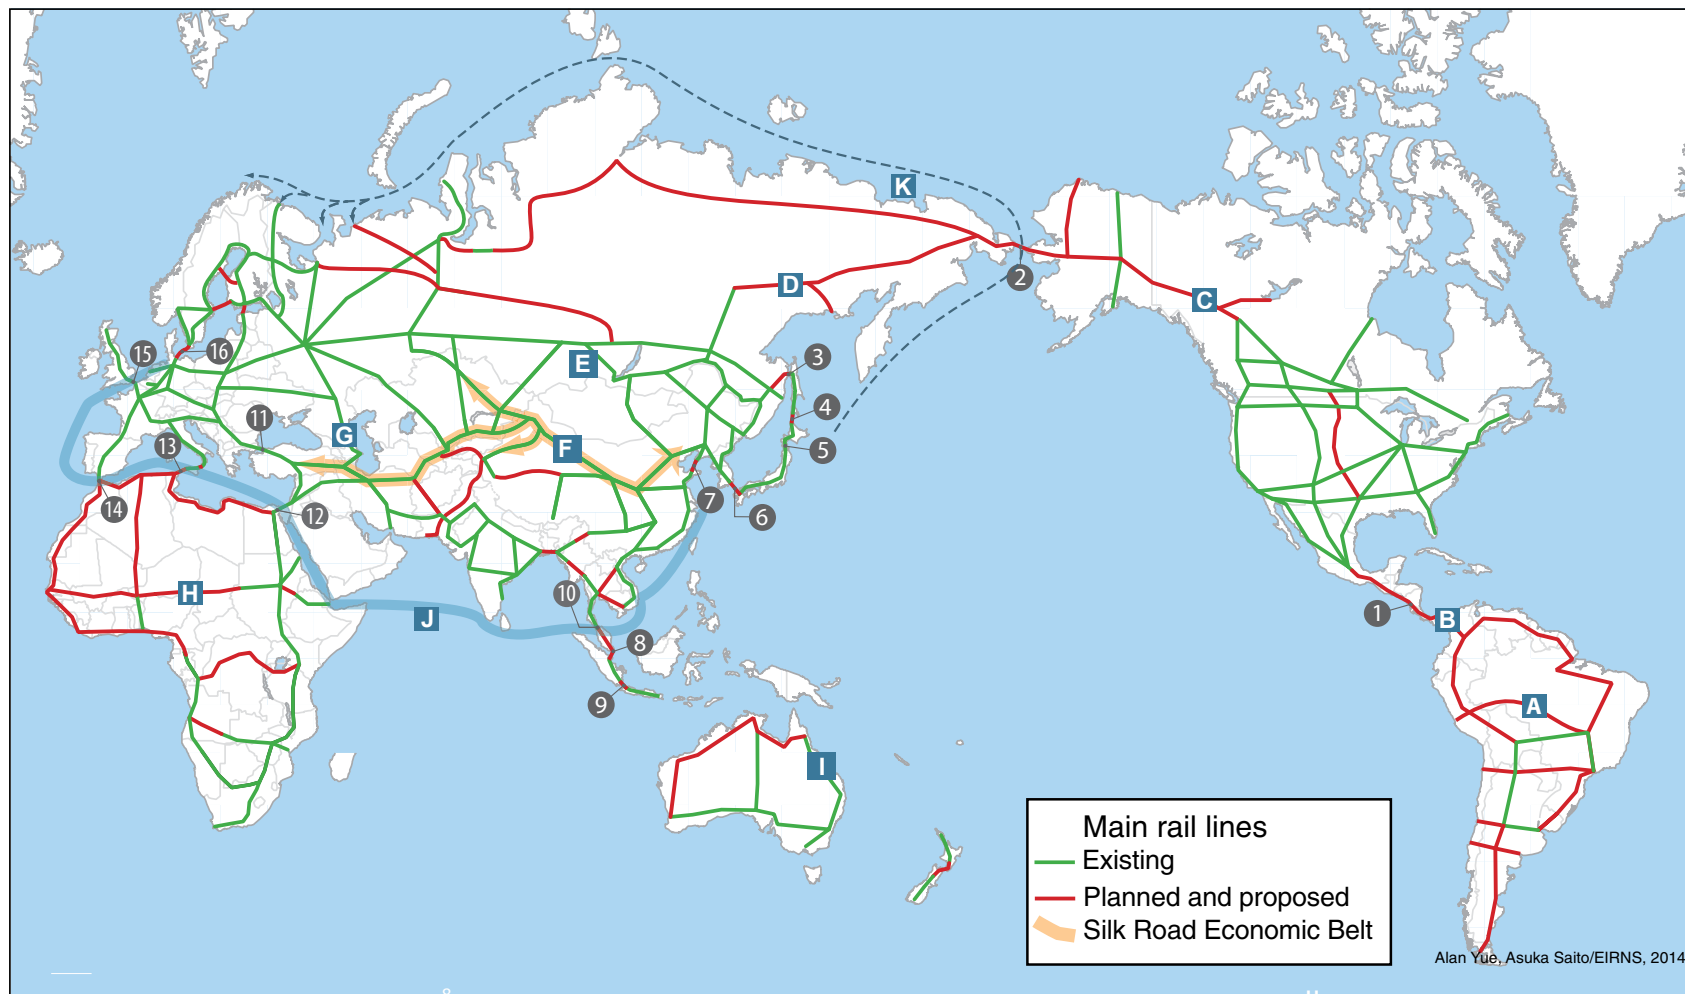 K
2
D
C
3
15
16
E
4
11
G
F
5
13
7
14
12
6
10
H
J
1
B
8
9
A
I
Main rail lines
Existing
Planned and proposed
Silk Road Economic Belt
Alan Yue, Asuka Saito/EIRNS, 2014